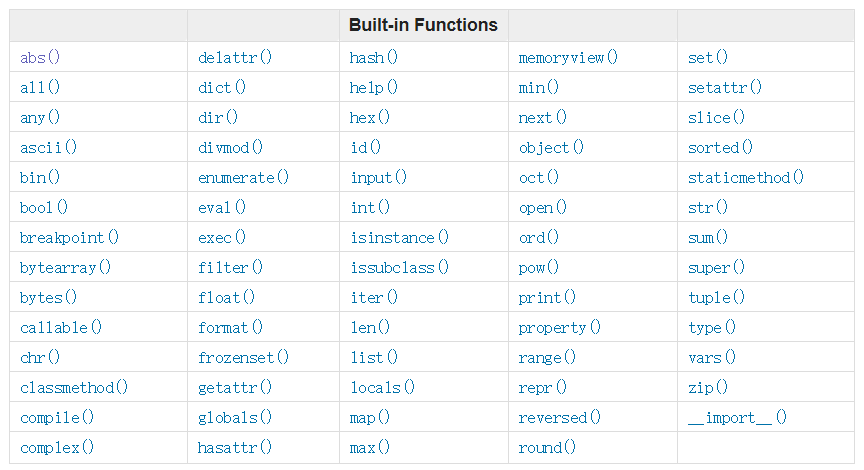 Built-in Functions
abs() delattr() hash() memoryview() set()
all() dict() help() min() setattr()
any() dir() hex() next() slice()
ascii() divmod() id() object() sorted()
bin() enumerate() input() oct() staticmethod()
bool() eval() int() open() str()
breakpoint() exec() isinstance() ord() sum()
bytearray() filter() issubclass() pow() super()
bytes() float() iter() print() tuple()
callable() format() len() property() type()
chr() frozenset() list() range() vars()
classmethod() getattr() locals() repr() zip()
compile() globals() map() reversed() __import__()
complex() hasattr() max() round()